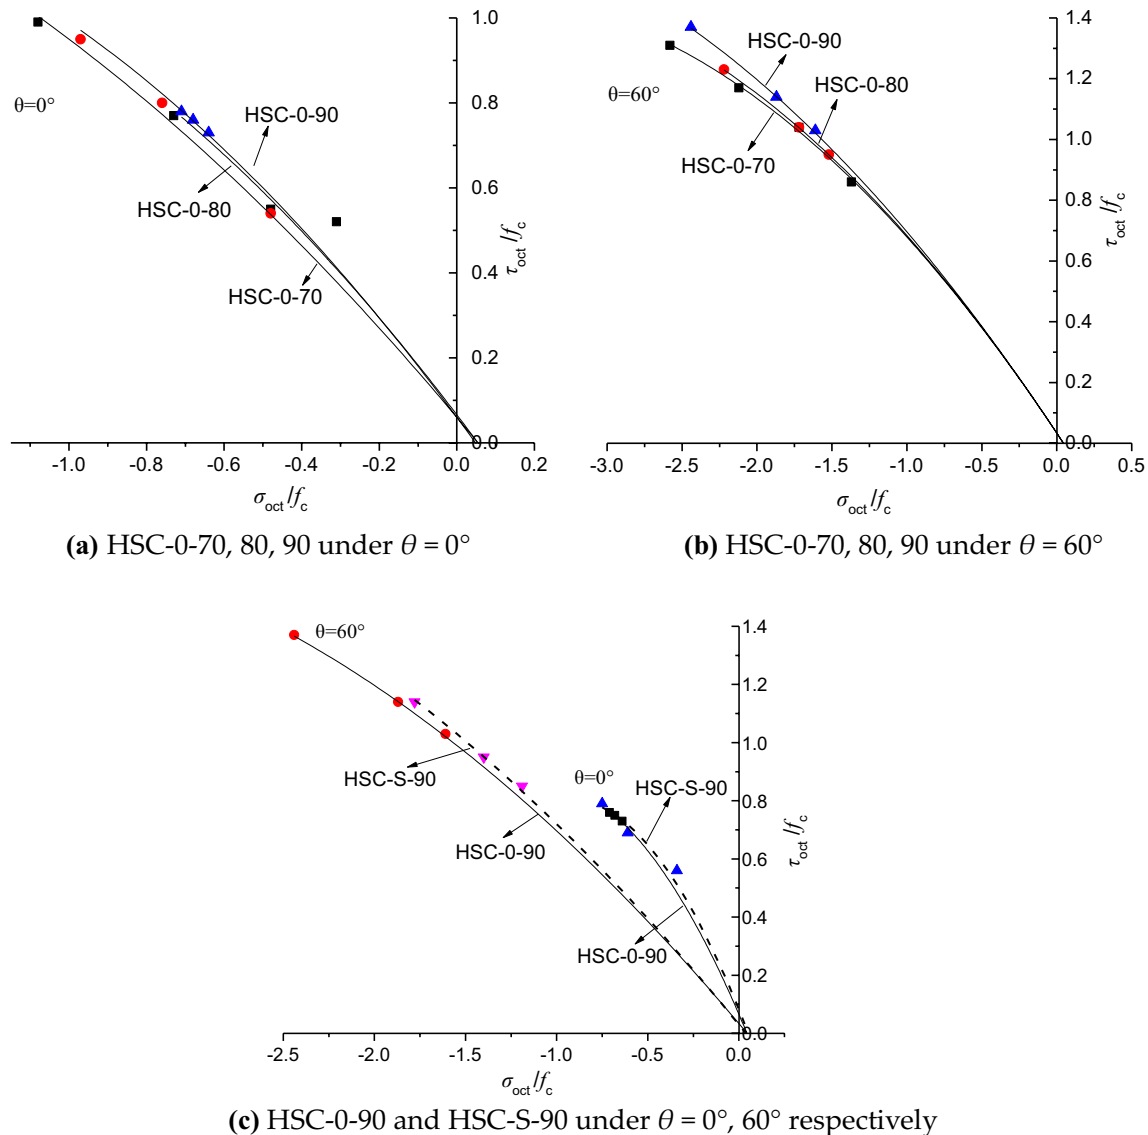 θ=0°
HSC-0-90
HSC-0-80
HSC-0-70
1.0
0.8
0.6
0.4
0.2
0.0
τoct/fc
-1.0 -0.8 -0.6 -0.4 -0.2 0.0 0.2
σoct/fc
(a) HSC-0-70, 80, 90 under θ = 0°
θ=60°
HSC-0-90
HSC-0-80
HSC-0-70
1.4
1.2
1.0
0.8
0.6
0.4
0.2
0.0
τoct/fc
-3.0 -2.5 -2.0 -1.5 -1.0 -0.5 0.0 0.5
σoct/fc
(b) HSC-0-70, 80, 90 under θ = 60°
θ=60°
HSC-S-90
HSC-0-90
θ=0°
HSC-S-90
HSC-0-90
1.4
1.2
1.0
0.8
0.6
0.4
0.2
0.0
τoct/fc
-2.5 -2.0 -1.5 -1.0 -0.5 0.0
σoct/fc
(c) HSC-0-90 and HSC-S-90 under θ = 0°, 60° respectively